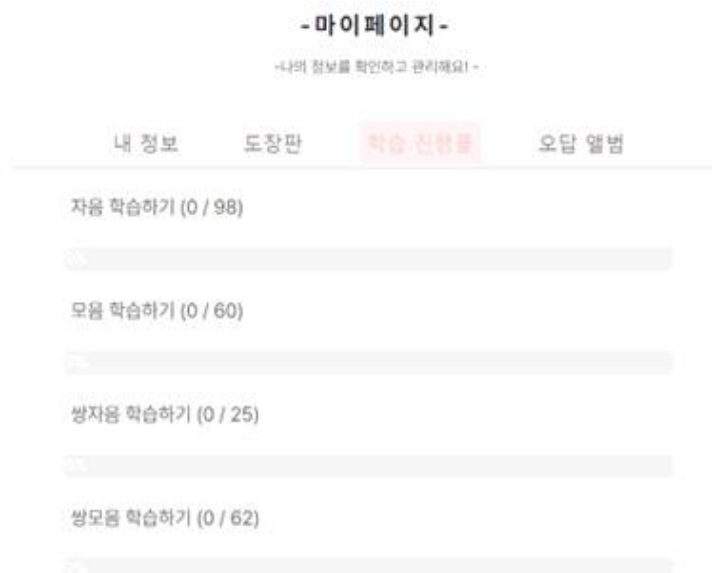 -마이페이지-
-나의 정보를 확인하고 관리해요! -
내 정보 도장판 학습 진행률 오답 앨범
자음 학습하기 (0 / 98)
0%
모음 학습하기 (0 / 60)
0%
쌍자음 학습하기 (0 / 25)
0%
쌍모음 학습하기 (0 / 62)
0%